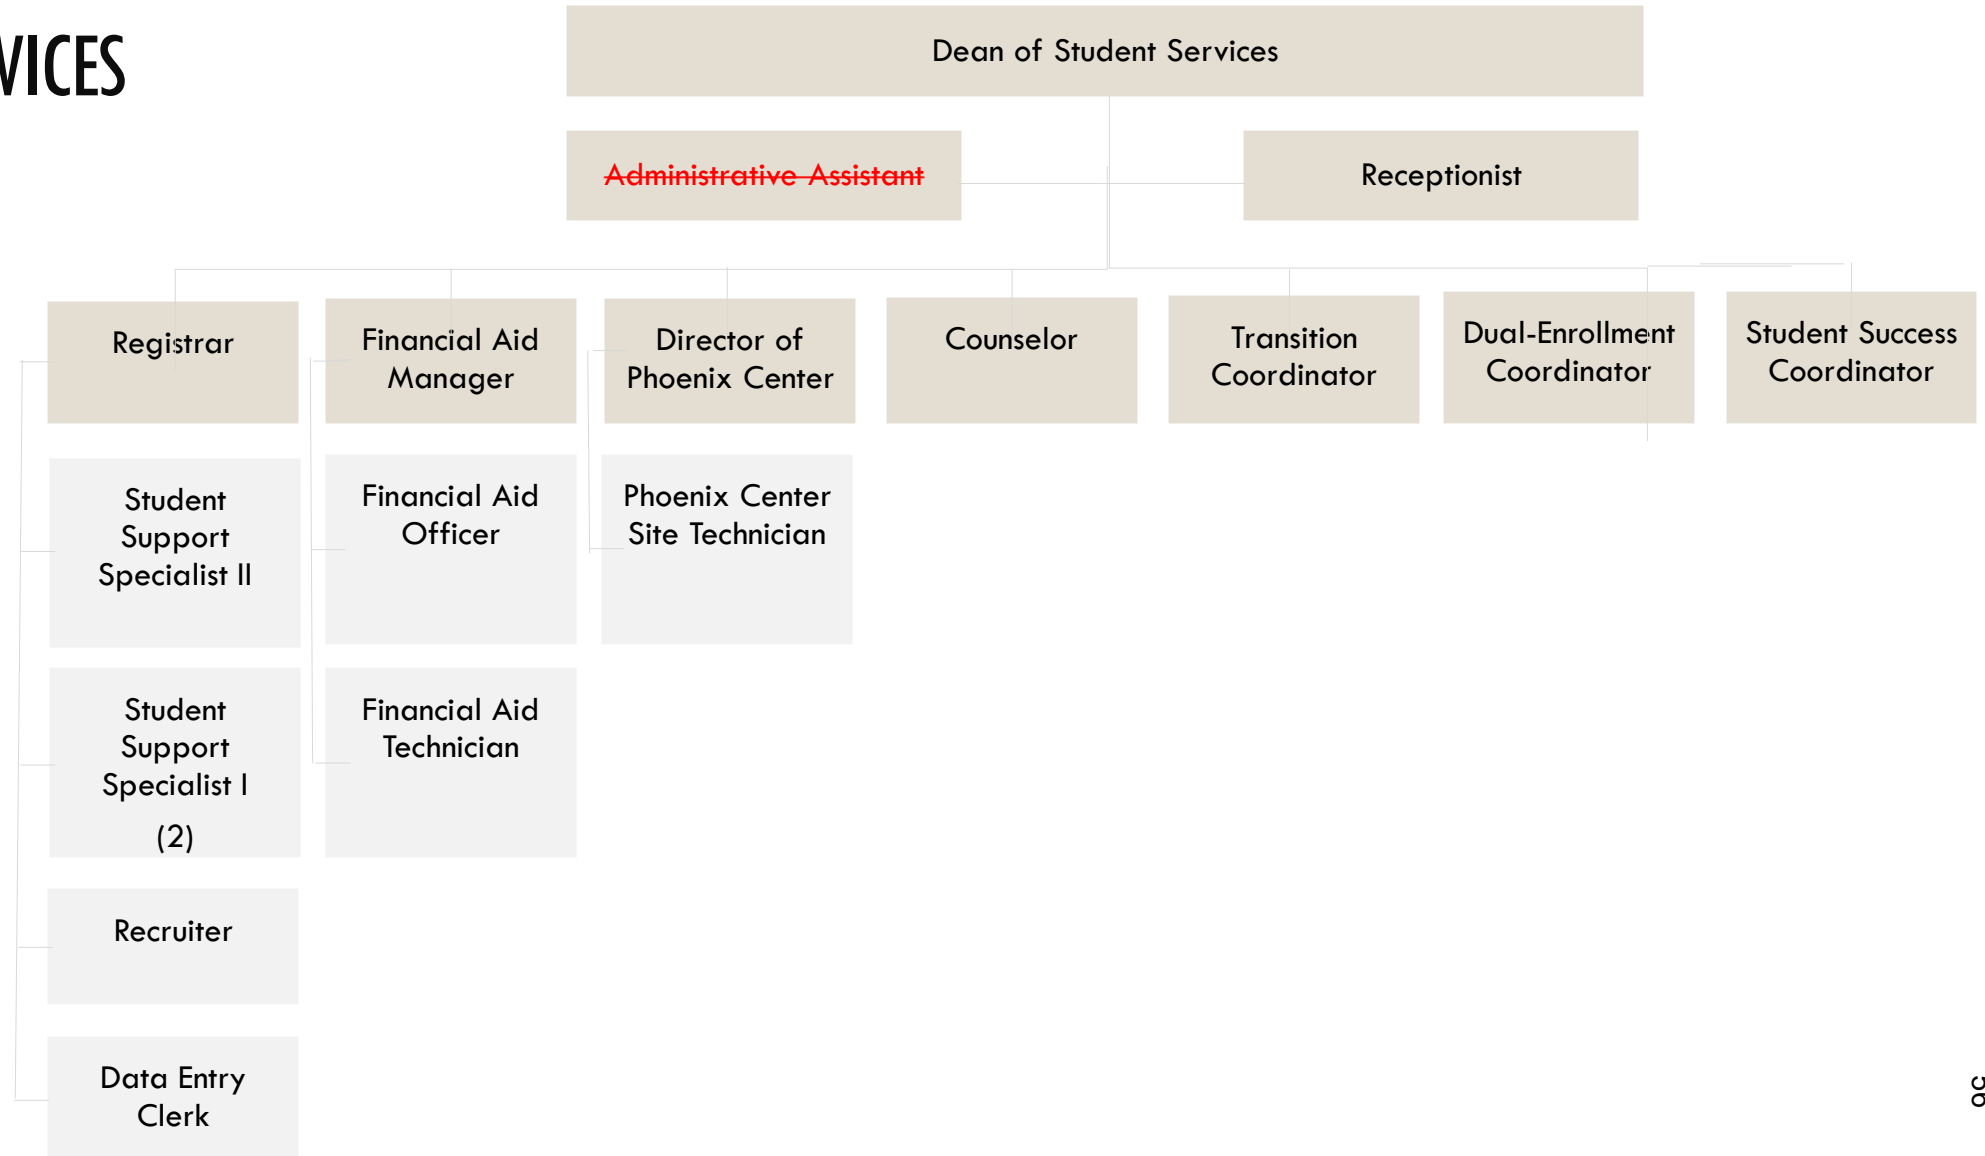 VICES
Dean of Student Services
Administrative Assistant
Receptionist
Registrar
Financial Aid
Manager
Director of
Phoenix Center
Counselor
Transition
Coordinator
Dual-Enrollment
Coordinator
Student Success
Coordinator
Student
Support
Specialist II
Financial Aid
Officer
Phoenix Center
Site Technician
Student
Support
Specialist I
(2)
Financial Aid
Technician
Recruiter
Data Entry
Clerk